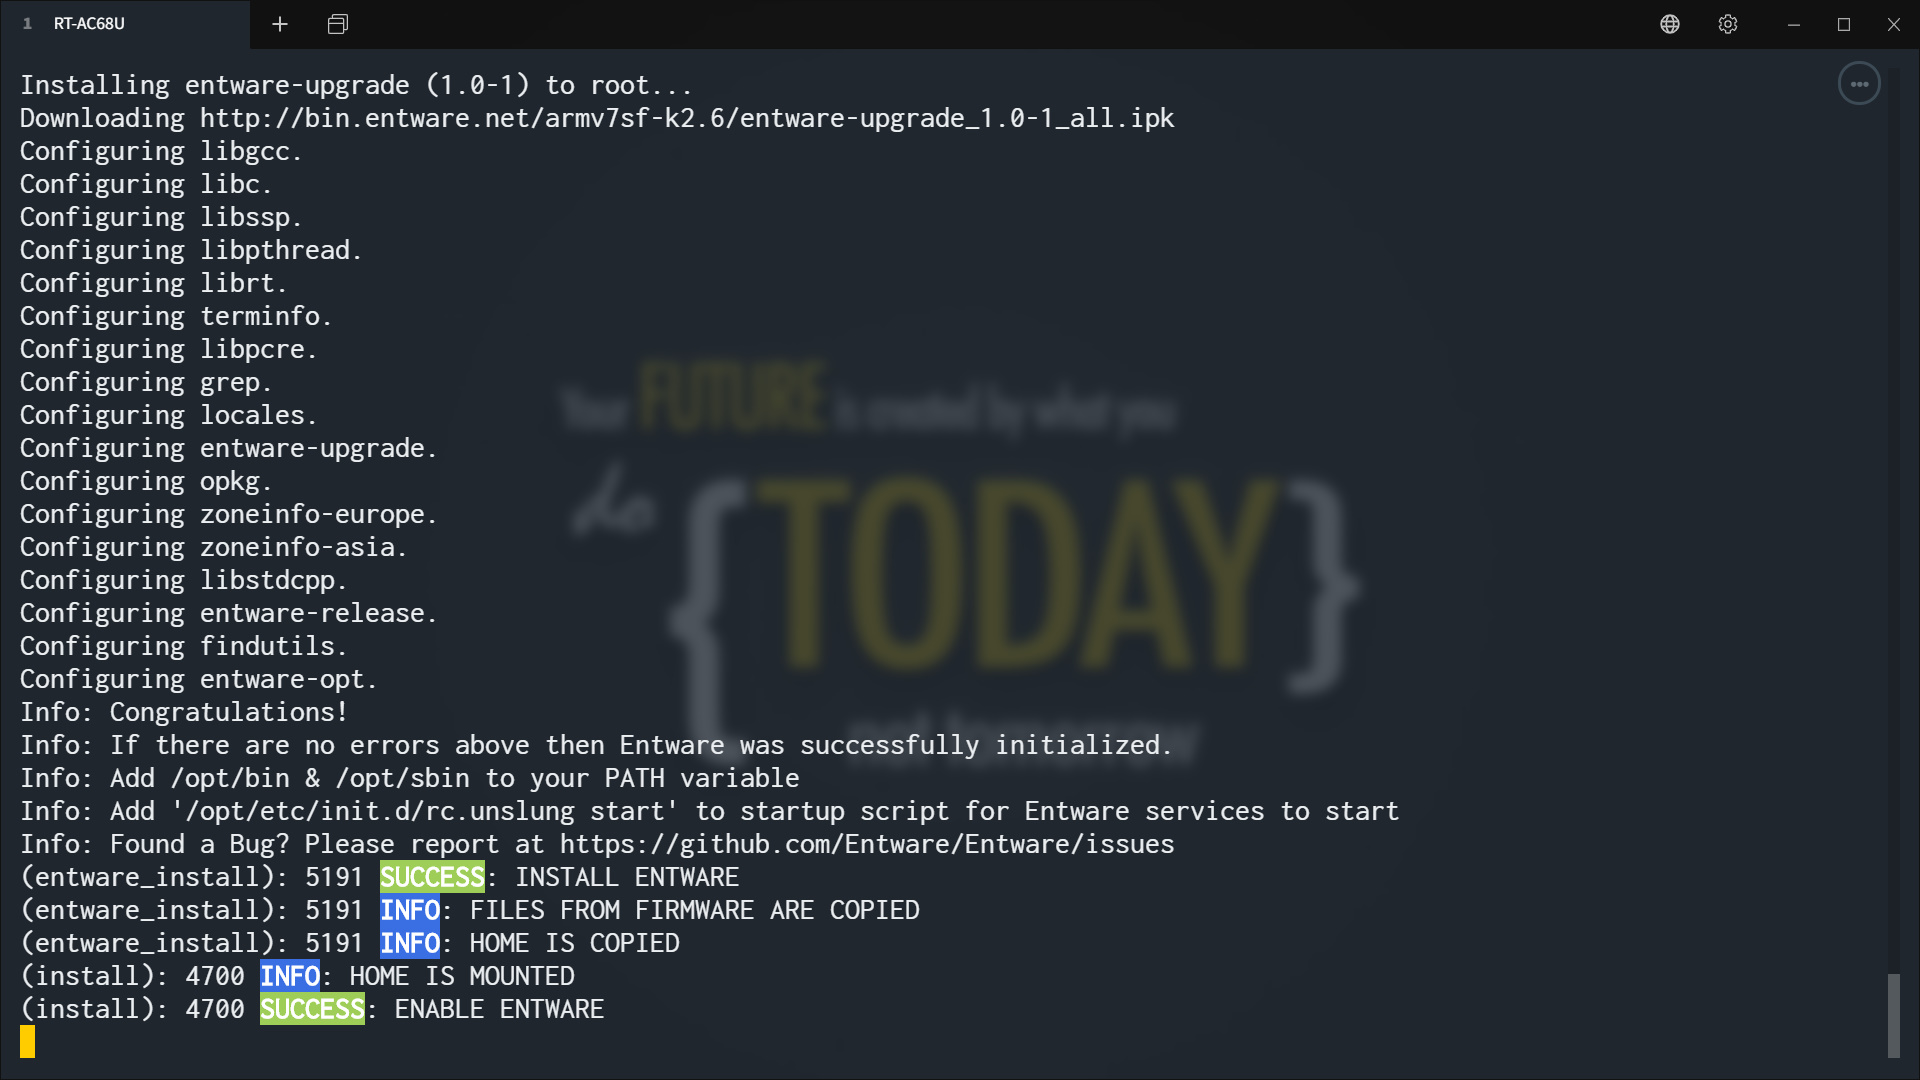 1 RT-AC68U
Installing entware-upgrade (1.0-1) to root...
Downloading http://bin.entware.net/armv7sf-k2.6/entware-upgrade_1.0-1_all.ipk
Configuring libgcc.
Configuring libc.
Configuring libssp.
Configuring libpthread.
Configuring librt.
Configuring terminfo.
Configuring libpcre.
Configuring grep.
Configuring locales.
Configuring entware-upgrade.
Configuring opkg.
Configuring zoneinfo-europe.
Configuring zoneinfo-asia.
Configuring libstdcpp.
Configuring entware-release.
Configuring findutils.
Configuring entware-opt.
Info: Congratulations!
Info: If there are no errors above then Entware was successfully initialized.
Info: Add /opt/bin & /opt/sbin to your PATH variable
Info: Add '/opt/etc/init.d/rc.unslung start' to startup script for Entware services to start
Info: Found a Bug? Please report at https://github.com/Entware/Entware/issues
(entware_install): 5191 SUCCESS: INSTALL ENTWARE
(entware_install): 5191 INFO: FILES FROM FIRMWARE ARE COPIED
(entware_install): 5191 INFO: HOME IS COPIED
(install): 4700 INFO: HOME IS MOUNTED
(install): 4700 SUCCESS: ENABLE ENTWARE
Your FUTURE is created by what you
do { TODAY }
not tomorrow